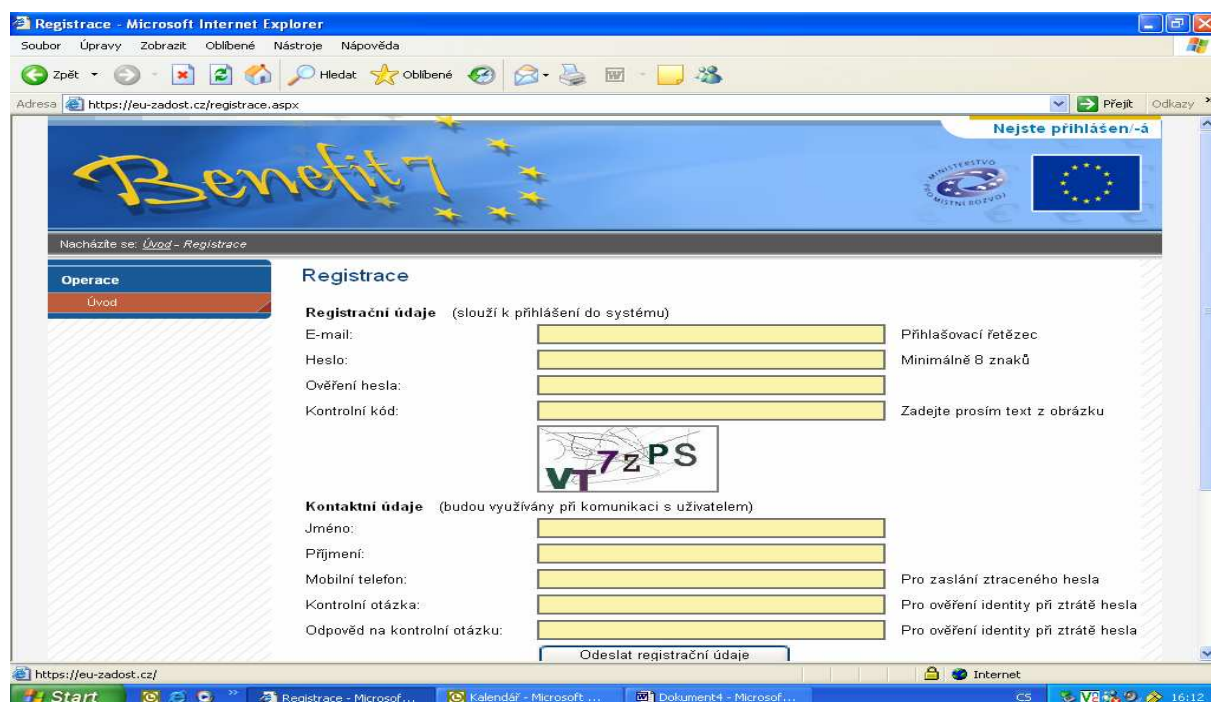 Registrace - Microsoft Internet Explorer
Soubor Úpravy Zobrazit Oblíbené Nástroje Nápověda
Zpět Hledat Oblíbené
Adresa https://eu-zadost.cz/registrace.aspx Přejít Odkazy »
Nejste přihlášen/-á
Benefit7
MINISTERSTVO
PRO MÍSTNÍ ROZVOJ
Nacházíte se: Úvod - Registrace
Operace
Úvod
Registrace
Registrační údaje (slouží k přihlášení do systému)
E-mail: Přihlašovací řetězec
Heslo: Minimálně 8 znaků
Ověření hesla:
Kontrolní kód: Zadejte prosím text z obrázku
VT7zPS
Kontaktní údaje (budou využívány při komunikaci s uživatelem)
Jméno:
Příjmení:
Mobilní telefon: Pro zaslání ztraceného hesla
Kontrolní otázka: Pro ověření identity při ztrátě hesla
Odpověd na kontrolní otázku: Pro ověření identity při ztrátě hesla
Odeslat registrační údaje
https://eu-zadost.cz/ Internet
Start » Registrace - Microsof... Kalendář - Microsoft ... Dokument4 - Microsof... CS 16:12